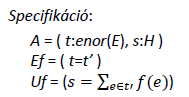 Specifikáció:
A = ( t:enor(E), s:H )
Ef = ( t=t’ )
Uf = (s = ∑e∈t′, f(e))